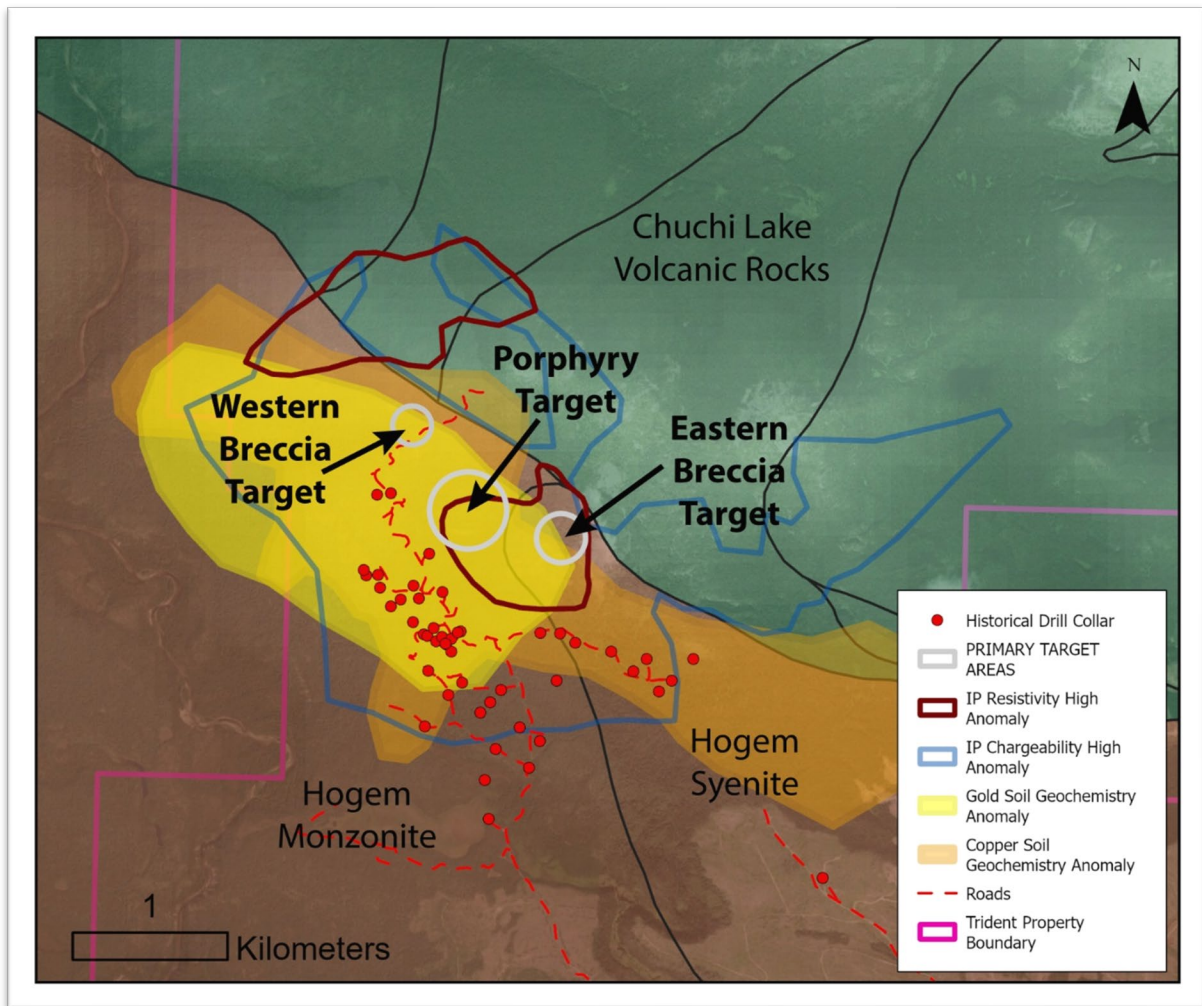 N
Chuchi Lake
Volcanic Rocks
Porphyry
Target
Western
Breccia
Target
Eastern
Breccia
Target
Hogem
Syenite
Hogem
Monzonite
1
Kilometers
Historical Drill Collar
PRIMARY TARGET
AREAS
IP Resistivity High
Anomaly
IP Chargeability High
Anomaly
Gold Soil Geochemistry
Anomaly
Copper Soil
Geochemistry Anomaly
Roads
Trident Property
Boundary